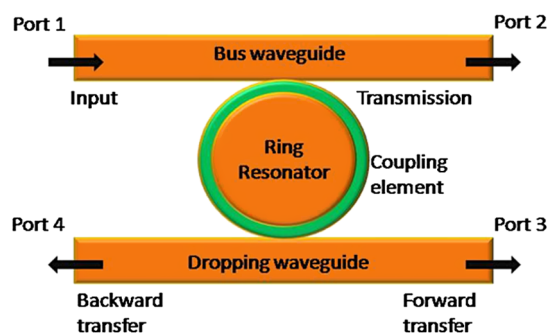 Port 1
Port 2
Bus waveguide
Input
Transmission
Ring
Resonator
Coupling
element
Port 4
Port 3
Dropping waveguide
Backward
transfer
Forward
transfer